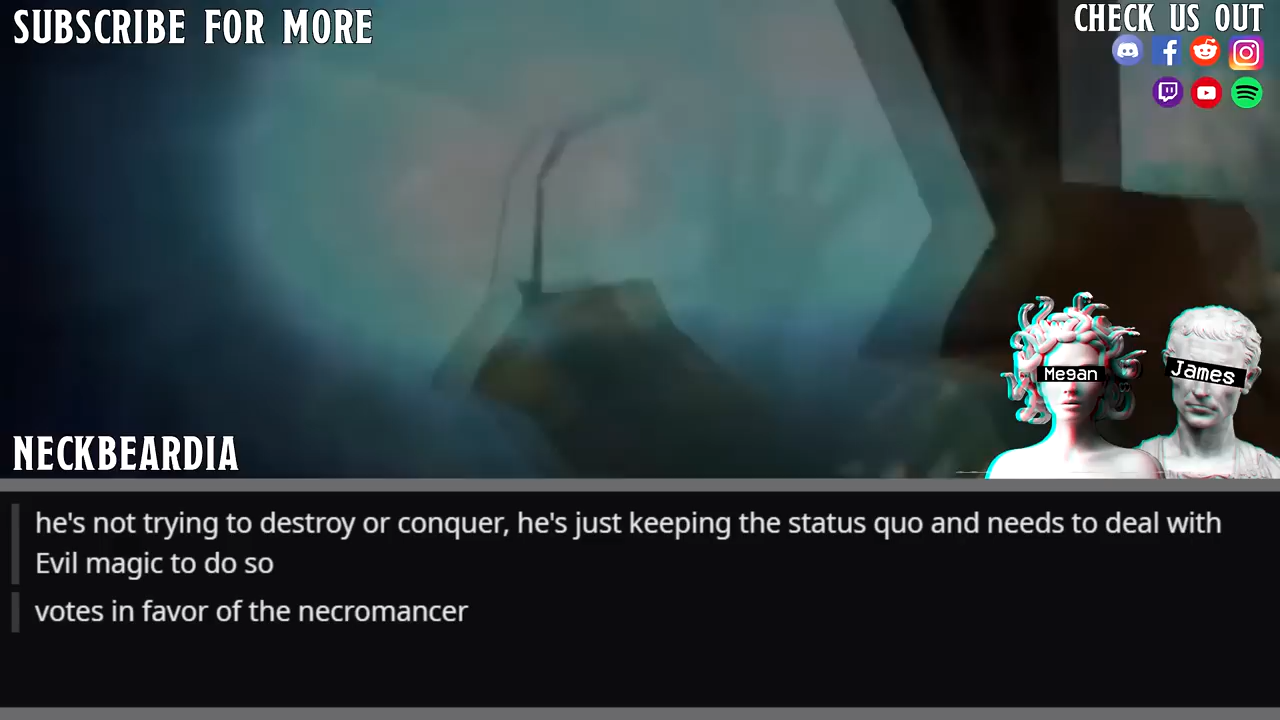 SUBSCRIBE FOR MORE
CHECK US OUT
Megan
James
NECKBEARDIA
he's not trying to destroy or conquer, he's just keeping the status quo and needs to deal with
Evil magic to do so
votes in favor of the necromancer